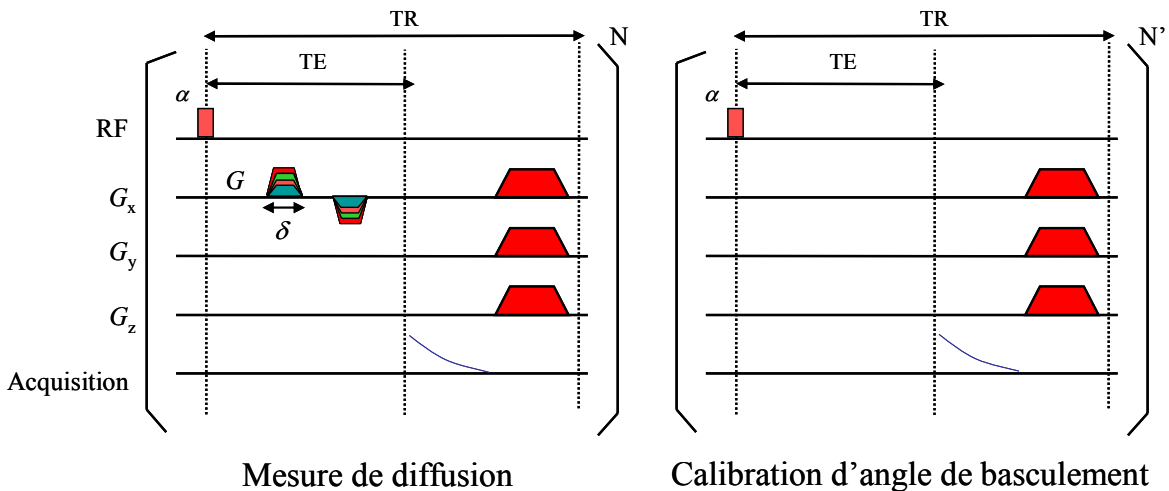 TR
N
TE
α
RF
G
Gx
δ
Gy
Gz
Acquisition
Mesure de diffusion
TR
N’
TE
α
Calibration d’angle de basculement